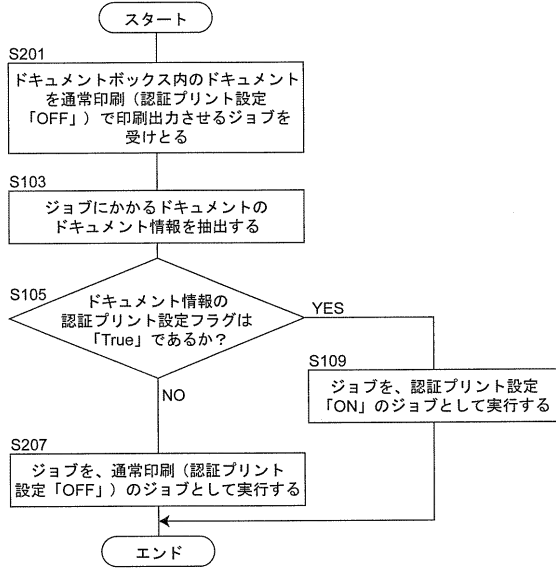 スタート
S201
ドキュメントボックス内のドキュメント
を通常印刷（認証プリント設定
「OFF」）で印刷出力させるジョブを
受けとる
S103
ジョブにかかるドキュメントの
ドキュメント情報を抽出する
S105
ドキュメント情報の
認証プリント設定フラグは
「True」であるか？
YES
S109
ジョブを、認証プリント設定
「ON」のジョブとして実行する
NO
S207
ジョブを、通常印刷（認証プリント
設定「OFF」）のジョブとして実行する
エンド